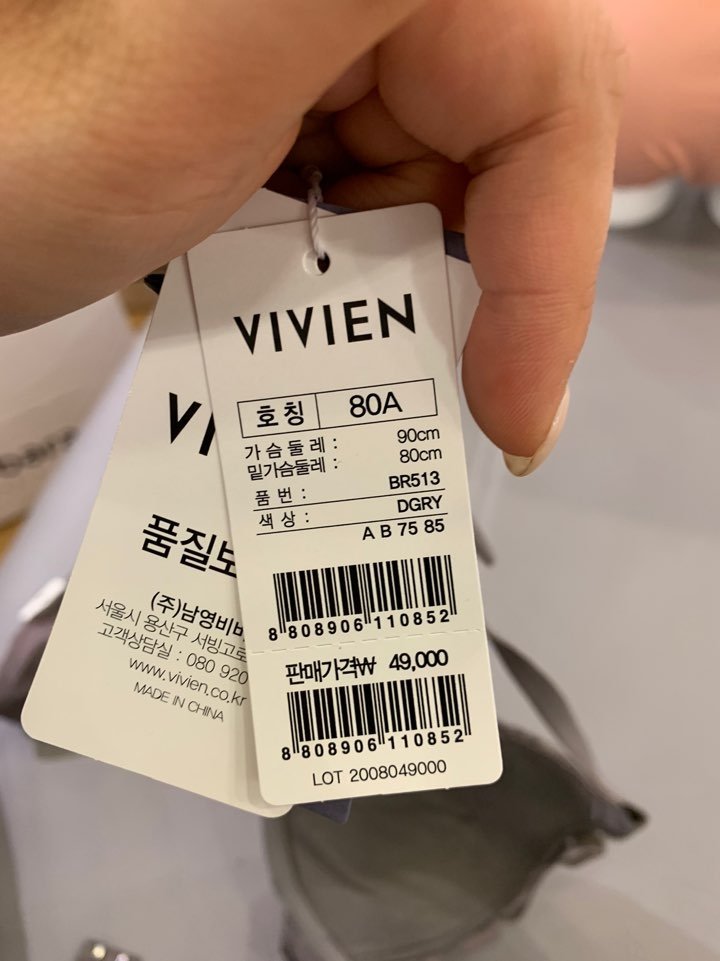 VIVIEN
호칭 80A
가슴둘레 : 90cm
밑가슴둘레 : 80cm
품번 : BR513
색상 : DGRY
A B 75 85
8 808906 110852
판매가격₩ 49,000
8 808906 110852
LOT 2008049000
VI
품질보
(주)남영비비
서울시 용산구 서빙고로
고객상담실 : 080 920
www.vivien.co.kr
MADE IN CHINA